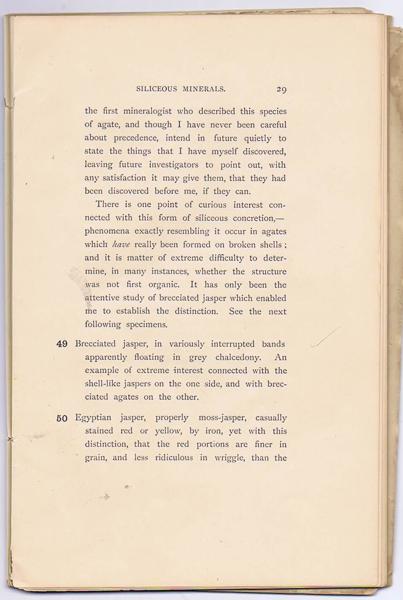 SILICEOUS MINERALS. 29
the first mineralogist who described this species
of agate, and though I have never been careful
about precedence, intend in future quietly to
state the things that I have myself discovered,
leaving future investigators to point out, with
any satisfaction it may give them, that they had
been discovered before me, if they can.
There is one point of curious interest con-
nected with this form of siliceous concretion,—
phenomena exactly resembling it occur in agates
which have really been formed on broken shells ;
and it is matter of extreme difficulty to deter-
mine, in many instances, whether the structure
was not first organic. It has only been the
attentive study of brecciated jasper which enabled
me to establish the distinction. See the next
following specimens.
49 Brecciated jasper, in variously interrupted bands
apparently floating in grey chalcedony. An
example of extreme interest connected with the
shell-like jaspers on the one side, and with brec-
ciated agates on the other.
50 Egyptian jasper, properly moss-jasper, casually
stained red or yellow, by iron, yet with this
distinction, that the red portions are finer in
grain, and less ridiculous in wriggle, than the